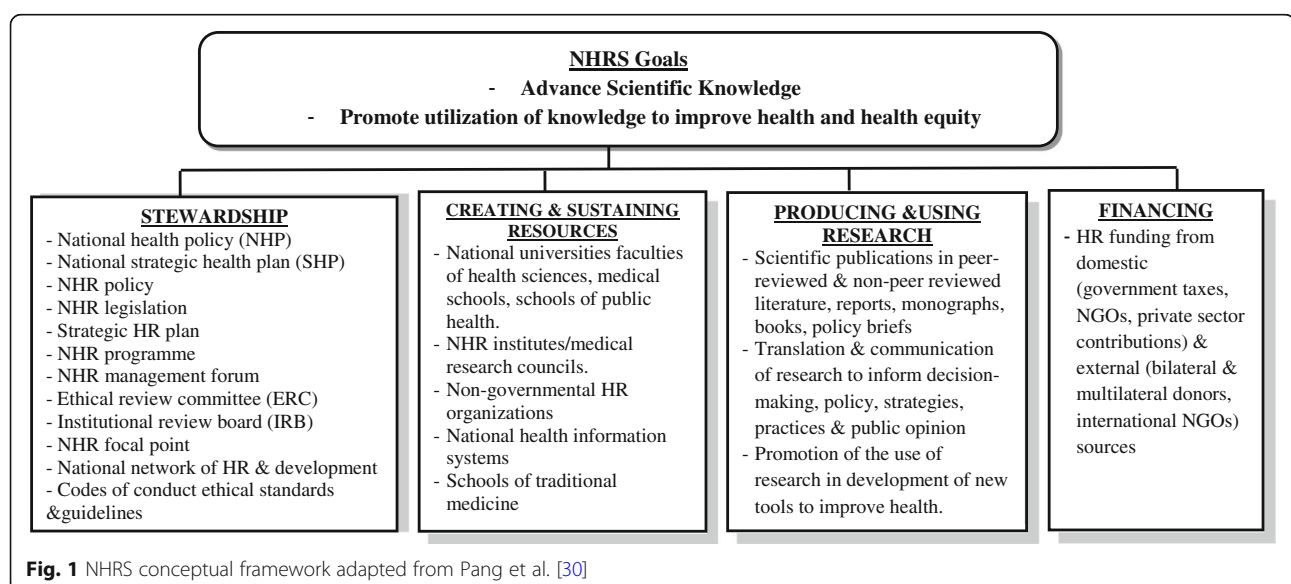 NHRS Goals
- Advance Scientific Knowledge
- Promote utilization of knowledge to improve health and health equity
STEWARDSHIP
- National health policy (NHP)
- National strategic health plan (SHP)
- NHR policy
- NHR legislation
- Strategic HR plan
- NHR programme
- NHR management forum
- Ethical review committee (ERC)
- Institutional review board (IRB)
- NHR focal point
- National network of HR & development
- Codes of conduct ethical standards
&guidelines
CREATING & SUSTAINING
RESOURCES
- National universities faculties
of health sciences, medical
schools, schools of public
health.
- NHR institutes/medical
research councils.
- Non-governmental HR
organizations
- National health information
systems
- Schools of traditional
medicine
PRODUCING &USING
RESEARCH
- Scientific publications in peer-
reviewed & non-peer reviewed
literature, reports, monographs,
books, policy briefs
- Translation & communication
of research to inform decision-
making, policy, strategies,
practices & public opinion
- Promotion of the use of
research in development of new
tools to improve health.
FINANCING
- HR funding from
domestic
(government taxes,
NGOs, private sector
contributions) &
external (bilateral &
multilateral donors,
international NGOs)
sources
Fig. 1 NHRS conceptual framework adapted from Pang et al. [30]